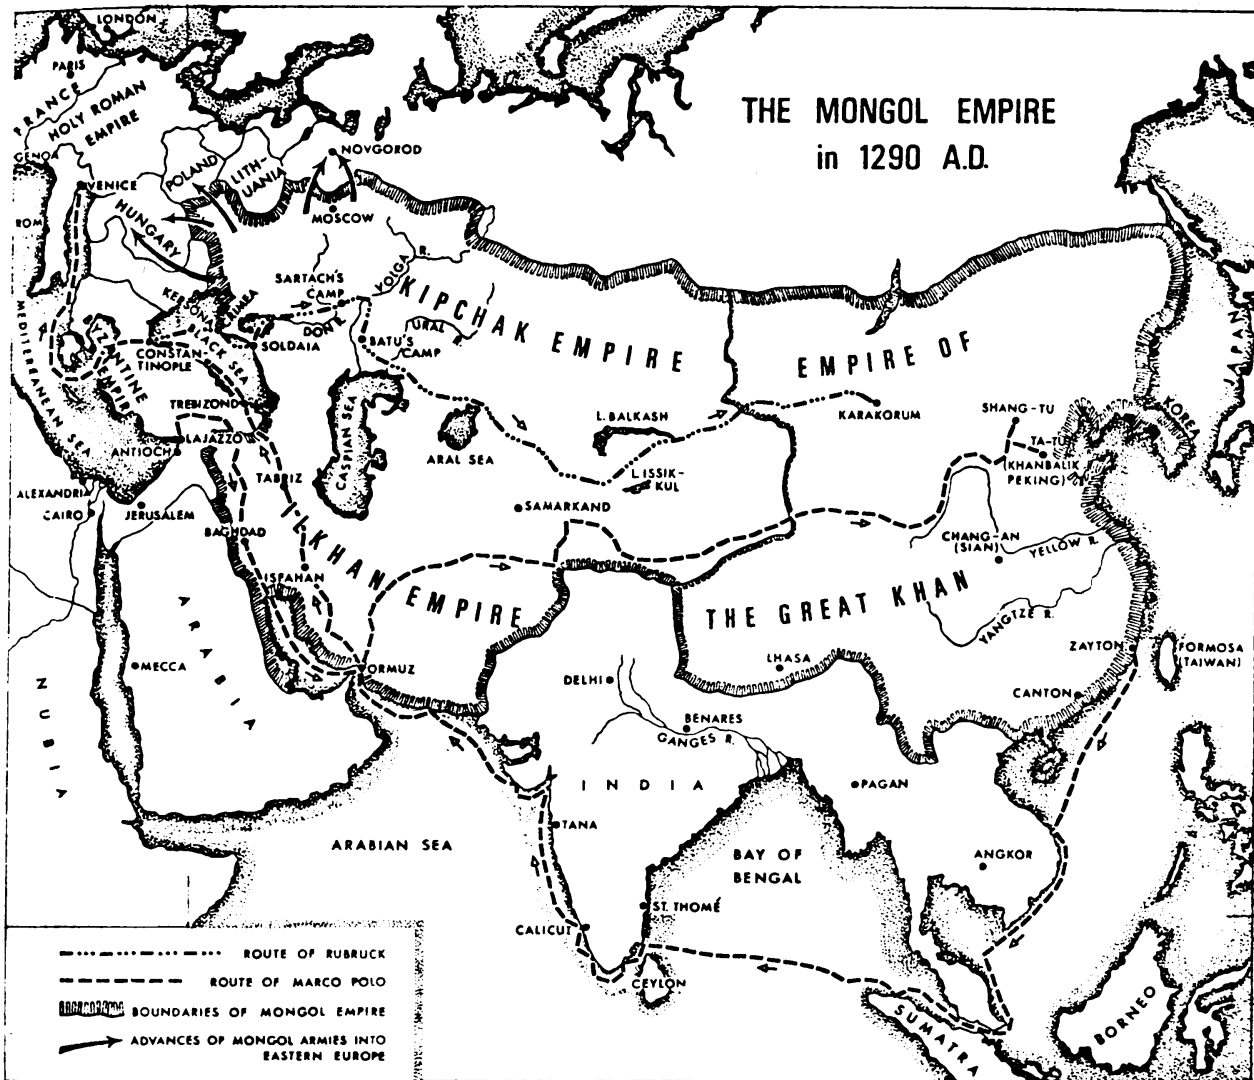 THE MONGOL EMPIRE
in 1290 A.D.
LONDON
PARIS
FRANCE
HOLY ROMAN
EMPIRE
GENOA
VENICE
ROM
POLAND
LITH-
UANIA
NOVGOROD
MOSCOW
HUNGARY
SARTACH'S
CAMP
VOLGA R.
DON R.
URAL
R.
BATU'S
CAMP
KERSONA
KRIMEA
SOLDAIA
BLACK SEA
CONSTAN-
TINOPLE
BYZANTINE
EMPIRE
MEDITERRANEAN SEA
TREBIZOND
LAJAZZO
ANTIOCH
TABRIZ
CASPIAN SEA
ARAL SEA
L. BALKASH
L. ISSIK-
KUL
KIPCHAK EMPIRE
EMPIRE OF
KARAKORUM
SHANG-TU
TA-TU
(KHANBALIK
PEKING)
KOREA
JAPAN
ALEXANDRIA
CAIRO
JERUSALEM
BAGHDAD
SAMARKAND
ISPAHAN
ILKHAN EMPIRE
THE GREAT KHAN
CHANG-AN
(SIAN)
YELLOW R.
YANGTZE R.
ZAYTON
FORMOSA
(TAIWAN)
CANTON
LHASA
ORMUZ
DELHI
BENARES
GANGES R.
MECCA
ARABIA
NUBIA
INDIA
PAGAN
TANA
ARABIAN SEA
BAY OF
BENGAL
ANGKOR
ST. THOMÉ
CALICUT
CEYLON
SUMATRA
BORNEO
ROUTE OF RUBRUCK
ROUTE OF MARCO POLO
BOUNDARIES OF MONGOL EMPIRE
ADVANCES OF MONGOL ARMIES INTO
EASTERN EUROPE